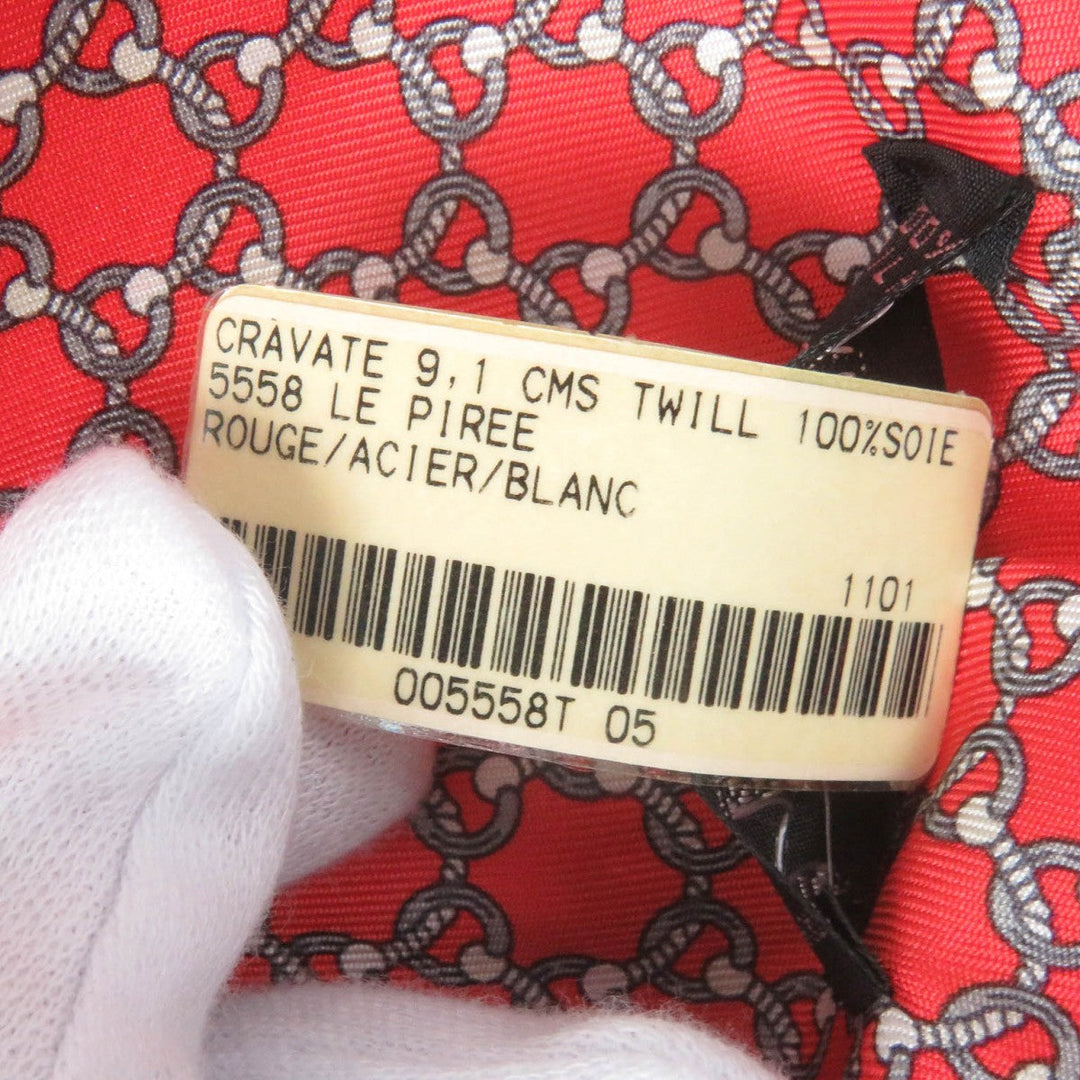 CRAVATE 9,1 CMS TWILL 100%SOIE
5558 LE PIREE
ROUGE/ACIER/BLANC
1101
005558T 05